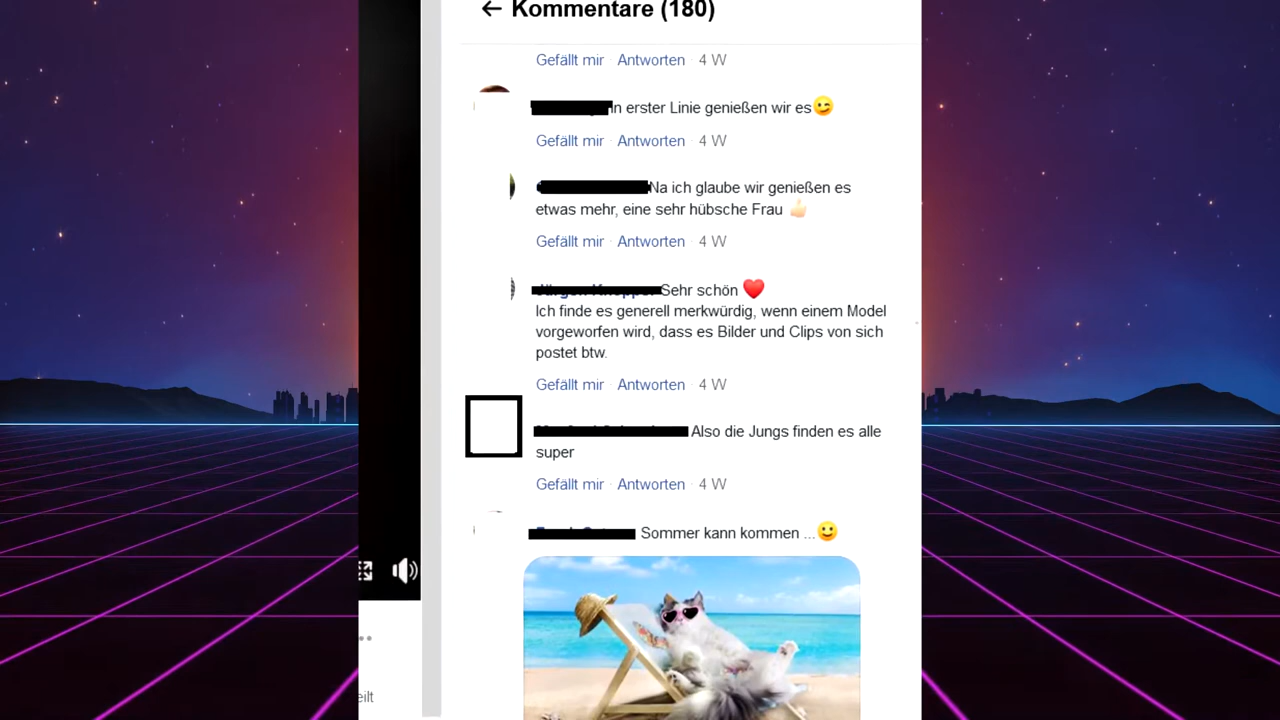 Kommentare (180)
Gefällt mir · Antworten · 4 W
n erster Linie genießen wir es😉
Gefällt mir · Antworten · 4 W
Na ich glaube wir genießen es
etwas mehr, eine sehr hübsche Frau 👍🏻
Gefällt mir · Antworten · 4 W
Sehr schön ❤️
Ich finde es generell merkwürdig, wenn einem Model
vorgeworfen wird, dass es Bilder und Clips von sich
postet btw.
Gefällt mir · Antworten · 4 W
Also die Jungs finden es alle
super
Gefällt mir · Antworten · 4 W
Sommer kann kommen ...🙂
eilt